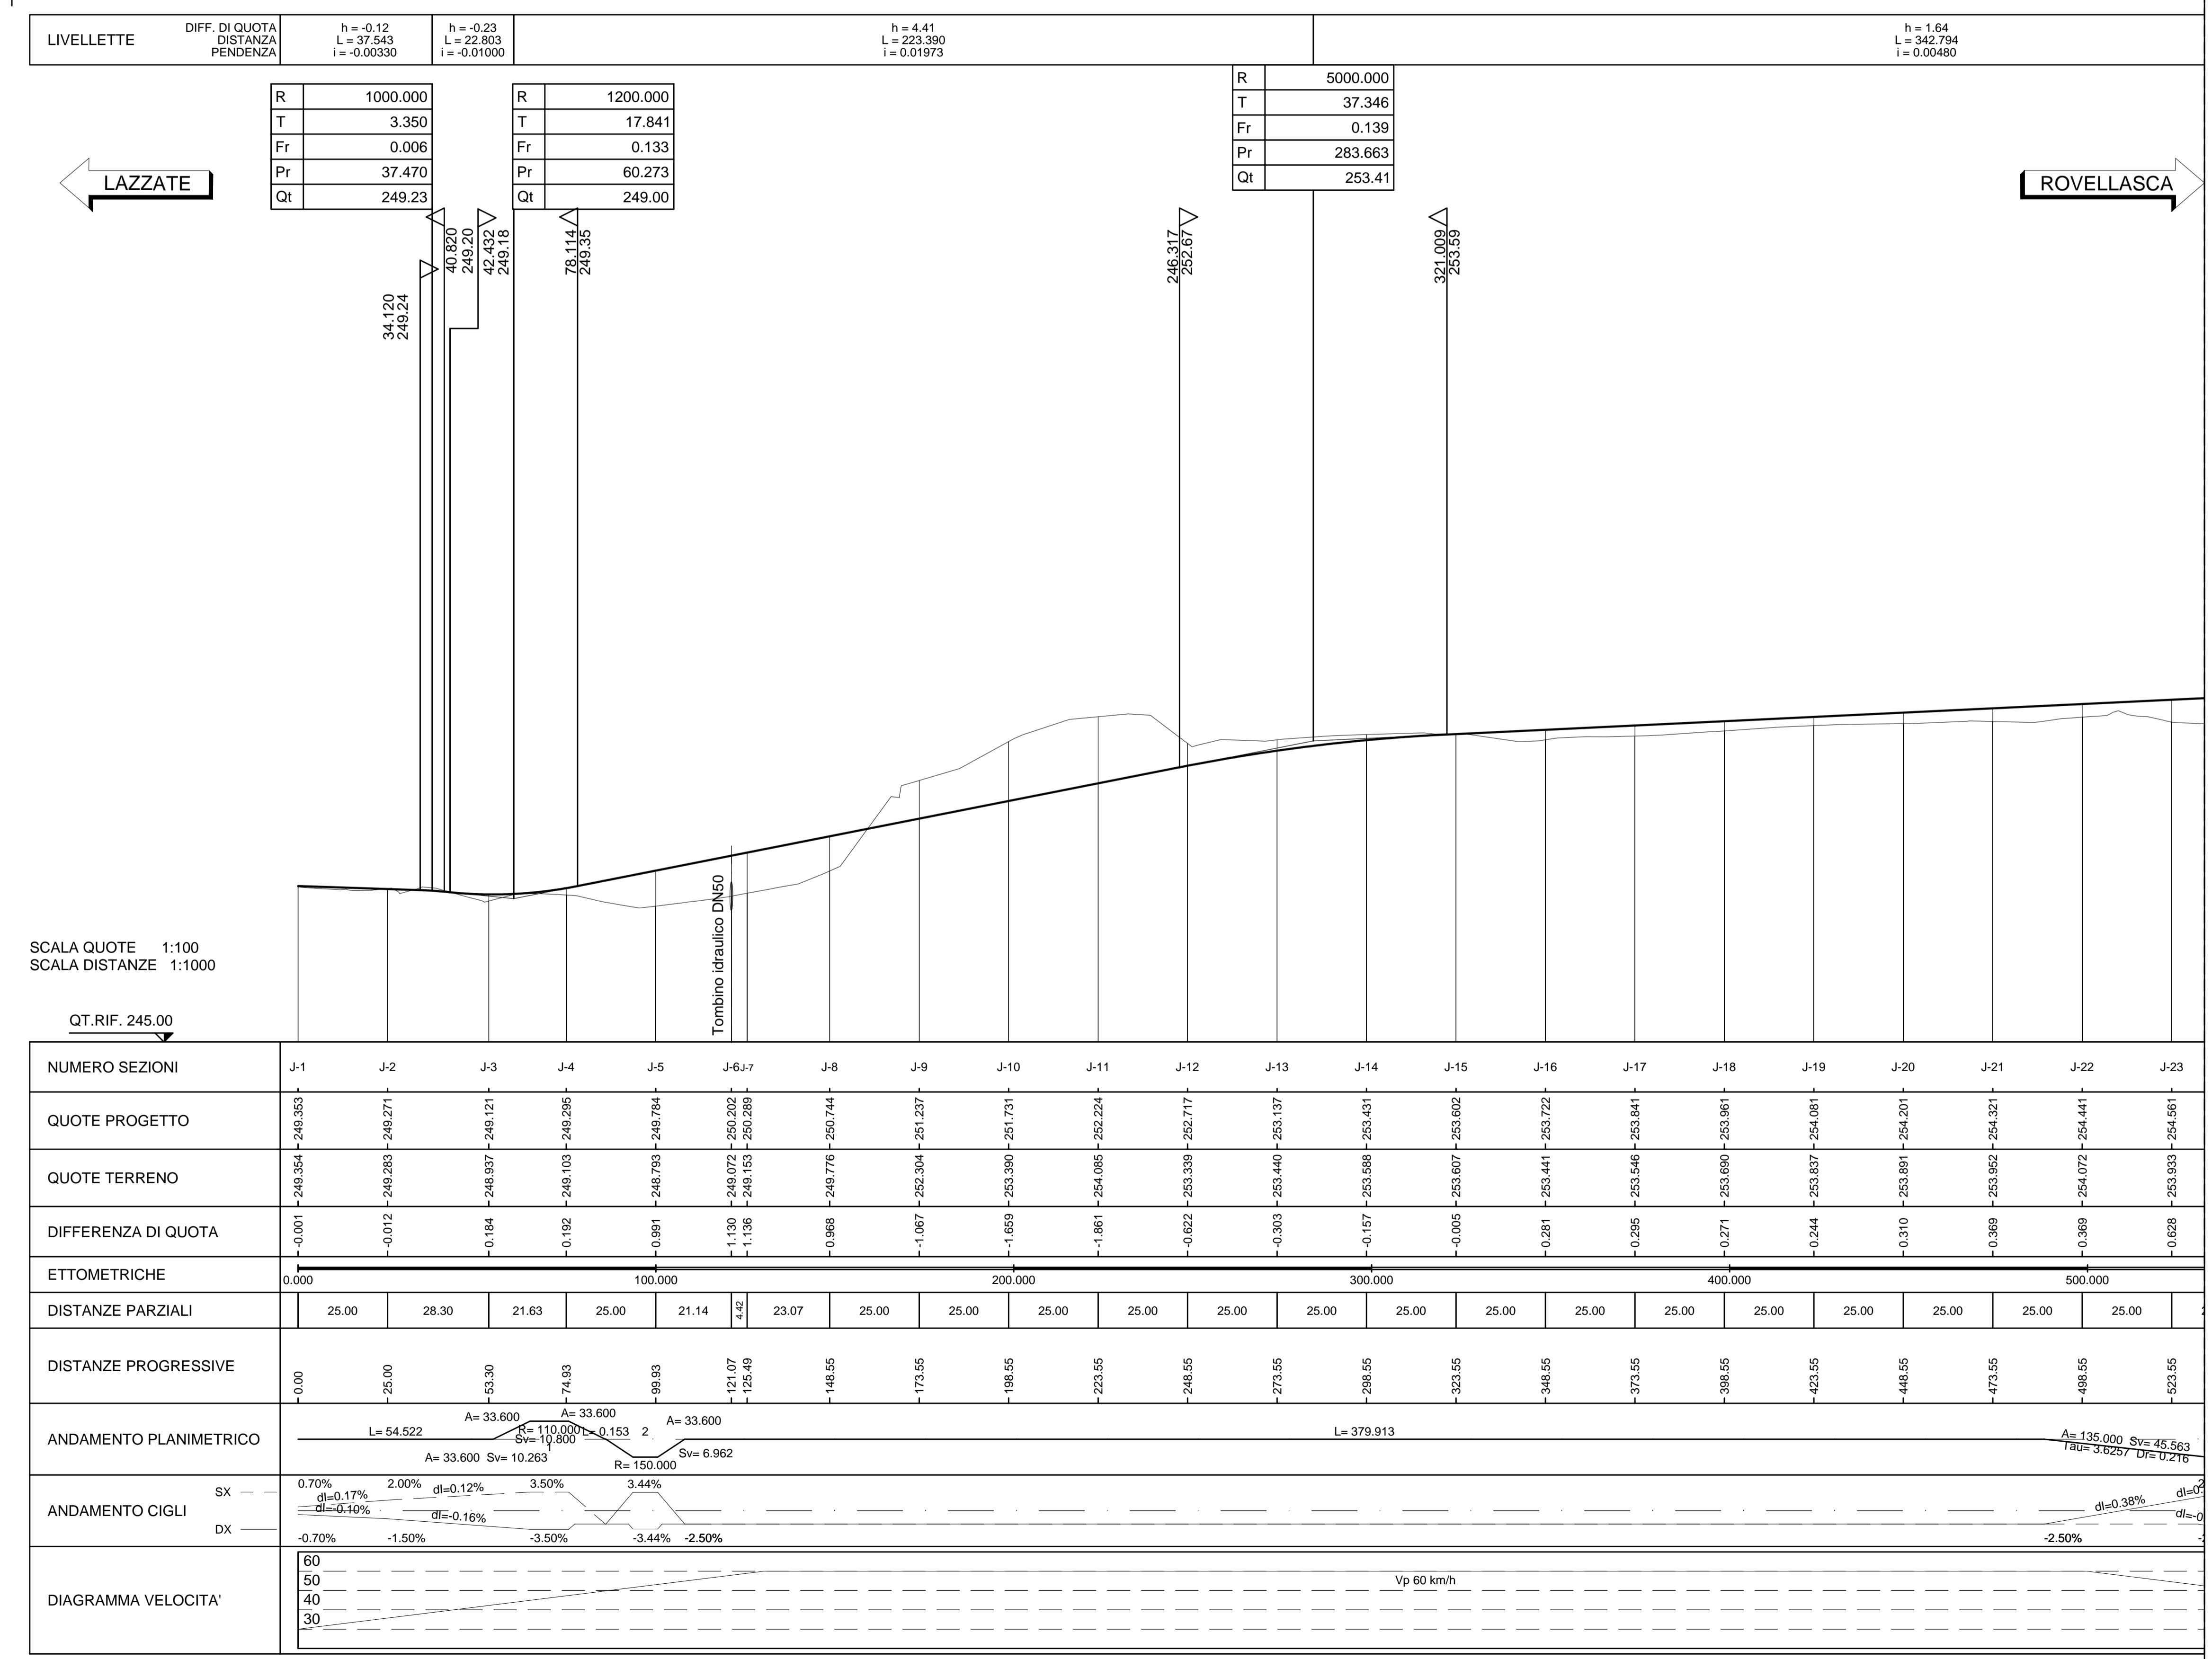 LIVELLETTE
DIFF. DI QUOTA
DISTANZA
PENDENZA
h = -0.12
L = 37.543
i = -0.00330
h = -0.23
L = 22.803
i = -0.01000
h = 4.41
L = 223.390
i = 0.01973
h = 1.64
L = 342.794
i = 0.00480
R 1000.000
T 3.350
Fr 0.006
Pr 37.470
Qt 249.23
R 1200.000
T 17.841
Fr 0.133
Pr 60.273
Qt 249.00
R 5000.000
T 37.346
Fr 0.139
Pr 283.663
Qt 253.41
LAZZATE
ROVELLASCA
34.120
249.24
40.820
249.20
42.432
249.18
78.114
249.35
246.317
252.67
321.009
253.59
Tombino idraulico DN50
SCALA QUOTE 1:100
SCALA DISTANZE 1:1000
QT.RIF. 245.00
NUMERO SEZIONI J-1 J-2 J-3 J-4 J-5 J-6 J-7 J-8 J-9 J-10 J-11 J-12 J-13 J-14 J-15 J-16 J-17 J-18 J-19 J-20 J-21 J-22 J-23
QUOTE PROGETTO 249.353 249.271 249.121 249.295 249.784 250.202 250.289 250.744 251.237 251.731 252.224 252.717 253.137 253.431 253.602 253.722 253.841 253.961 254.081 254.201 254.321 254.441 254.561
QUOTE TERRENO 249.354 249.283 248.937 249.103 248.793 249.072 249.153 249.776 252.304 253.390 254.085 253.339 253.440 253.588 253.607 253.441 253.546 253.690 253.837 253.891 253.952 254.072 253.933
DIFFERENZA DI QUOTA -0.001 -0.012 0.184 0.192 0.991 1.130 1.136 0.968 -1.067 -1.659 -1.861 -0.622 -0.303 -0.157 -0.005 0.281 0.295 0.271 0.244 0.310 0.369 0.369 0.628
ETTOMETRICHE 0.000 100.000 200.000 300.000 400.000 500.000
DISTANZE PARZIALI 25.00 28.30 21.63 25.00 21.14 4.42 23.07 25.00 25.00 25.00 25.00 25.00 25.00 25.00 25.00 25.00 25.00 25.00 25.00 25.00 25.00 25.00
DISTANZE PROGRESSIVE 0.00 25.00 53.30 74.93 99.93 121.07 125.49 148.55 173.55 198.55 223.55 248.55 273.55 298.55 323.55 348.55 373.55 398.55 423.55 448.55 473.55 498.55 523.55
ANDAMENTO PLANIMETRICO
L= 54.522
A= 33.600
A= 33.600 Sv= 10.263
R= 110.000
Sv= 10.800
1
A= 33.600
L= 0.153
2
R= 150.000
A= 33.600
Sv= 6.962
L= 379.913
A= 135.000 Sv= 45.563
Tau= 3.6257 Dr= 0.216
ANDAMENTO CIGLI
SX
DX
0.70% 2.00% 3.50% 3.44%
dl=0.17% dl=0.12%
dl=-0.10% dl=-0.16%
-0.70% -1.50% -3.50% -3.44% -2.50%
dl=0.38%
-2.50%
DIAGRAMMA VELOCITA'
60
50
40
30
Vp 60 km/h